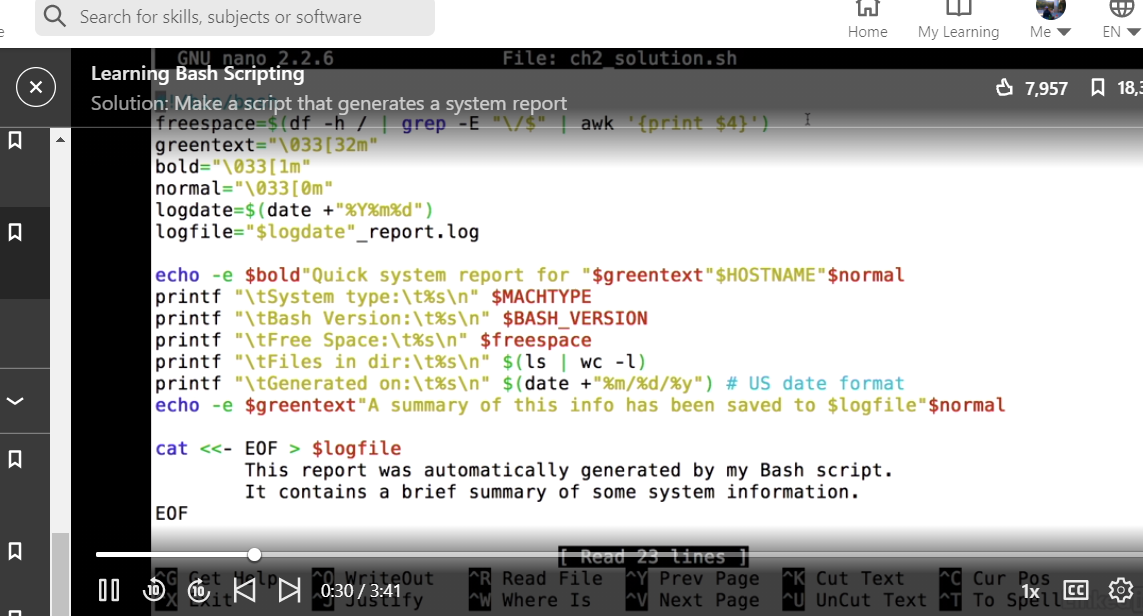 Search for skills, subjects or software
Home
My Learning
Me
EN
GNU nano 2.2.6 File: ch2_solution.sh
Learning Bash Scripting
Solution: Make a script that generates a system report
7,957
18,3
freespace=$(df -h / | grep -E "\/$" | awk '{print $4}')
greentext="\033[32m"
bold="\033[1m"
normal="\033[0m"
logdate=$(date +"%Y%m%d")
logfile="$logdate"_report.log
echo -e $bold"Quick system report for "$greentext"$HOSTNAME"$normal
printf "\tSystem type:\t%s\n" $MACHTYPE
printf "\tBash Version:\t%s\n" $BASH_VERSION
printf "\tFree Space:\t%s\n" $freespace
printf "\tFiles in dir:\t%s\n" $(ls | wc -l)
printf "\tGenerated on:\t%s\n" $(date +"%m/%d/%y") # US date format
echo -e $greentext"A summary of this info has been saved to $logfile"$normal
cat <<- EOF > $logfile
This report was automatically generated by my Bash script.
It contains a brief summary of some system information.
EOF
[ Read 23 lines ]
^G Get Help ^O WriteOut ^R Read File ^Y Prev Page ^K Cut Text ^C Cur Pos
^X Exit ^J Justify ^W Where Is ^V Next Page ^U UnCut Text ^T To Spell
10 10 0:30 / 3:41 1x CC